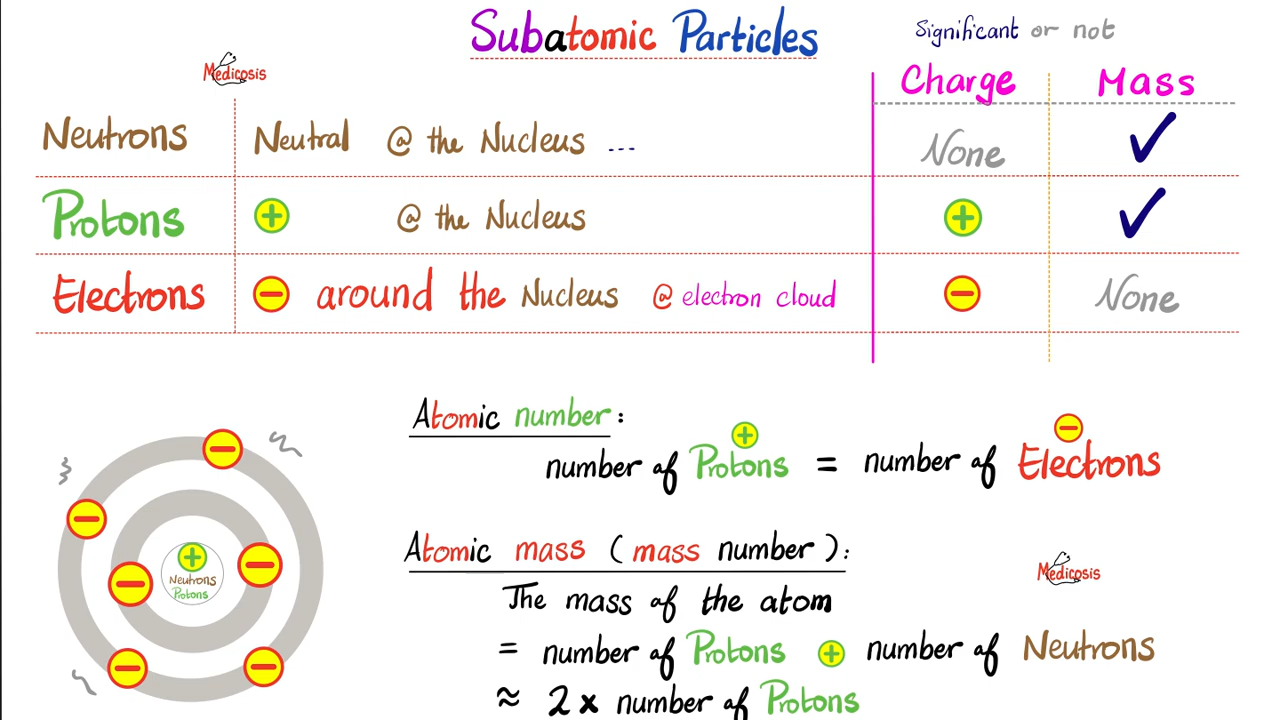 Subatomic Particles
Significant or not
Medicosis
Charge Mass
Neutrons Neutral @ the Nucleus ... None ✓
Protons + @ the Nucleus + ✓
Electrons − around the Nucleus @ electron cloud − None
Atomic number:
+ −
number of Protons = number of Electrons
Atomic mass (mass number):
The mass of the atom
Medicosis
= number of Protons + number of Neutrons
≈ 2 x number of Protons
−
−
− −
+
Neutrons
Protons
− −